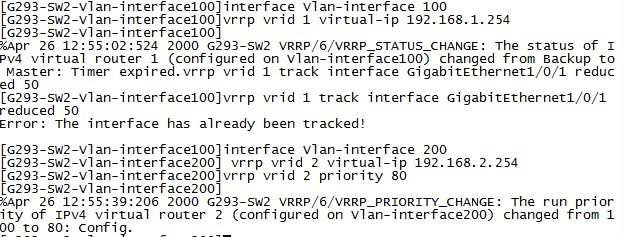 [G293-SW2-Vlan-interface100]interface Vlan-interface 100
[G293-SW2-Vlan-interface100]vrrp vrid 1 virtual-ip 192.168.1.254
[G293-SW2-Vlan-interface100]
%Apr 26 12:55:02:524 2000 G293-SW2 VRRP/6/VRRP_STATUS_CHANGE: The status of I
Pv4 virtual router 1 (configured on Vlan-interface100) changed from Backup to
 Master: Timer expired.vrrp vrid 1 track interface GigabitEthernet1/0/1 reduc
ed 50
[G293-SW2-Vlan-interface100]vrrp vrid 1 track interface GigabitEthernet1/0/1
reduced 50
Error: The interface has already been tracked!
[G293-SW2-Vlan-interface100]interface Vlan-interface 200
[G293-SW2-Vlan-interface200] vrrp vrid 2 virtual-ip 192.168.2.254
[G293-SW2-Vlan-interface200]vrrp vrid 2 priority 80
[G293-SW2-Vlan-interface200]
%Apr 26 12:55:39:206 2000 G293-SW2 VRRP/6/VRRP_PRIORITY_CHANGE: The run prior
ity of IPv4 virtual router 2 (configured on Vlan-interface200) changed from 1
00 to 80: Config.